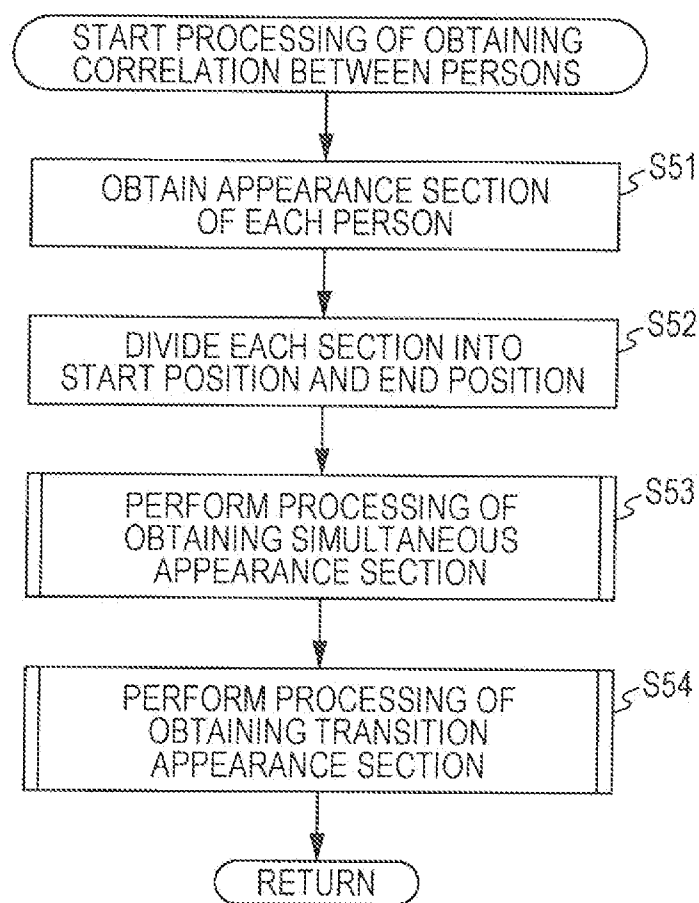 START PROCESSING OF OBTAINING
CORRELATION BETWEEN PERSONS
S51
OBTAIN APPEARANCE SECTION
OF EACH PERSON
S52
DIVIDE EACH SECTION INTO
START POSITION AND END POSITION
S53
PERFORM PROCESSING OF
OBTAINING SIMULTANEOUS
APPEARANCE SECTION
S54
PERFORM PROCESSING OF
OBTAINING TRANSITION
APPEARANCE SECTION
RETURN